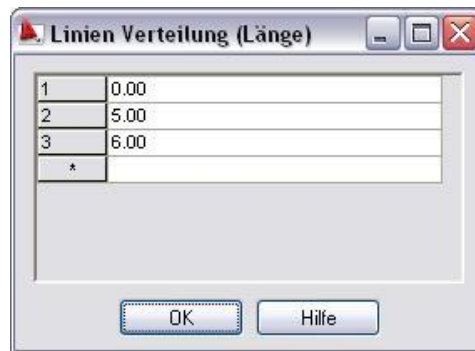 Linien Verteilung (Länge)
1 0.00
2 5.00
3 6.00
*
OK Hilfe